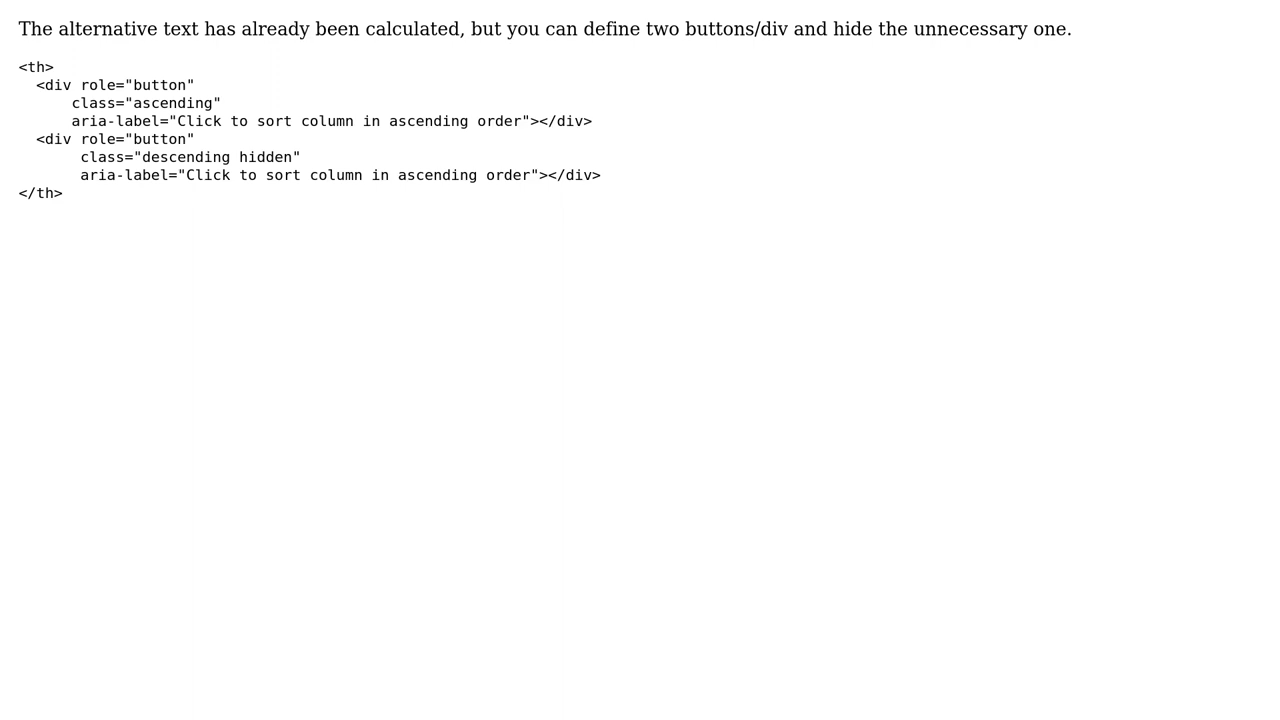 The alternative text has already been calculated, but you can define two buttons/div and hide the unnecessary one.
<th>
  <div role="button"
      class="ascending"
      aria-label="Click to sort column in ascending order"></div>
  <div role="button"
       class="descending hidden"
       aria-label="Click to sort column in ascending order"></div>
</th>